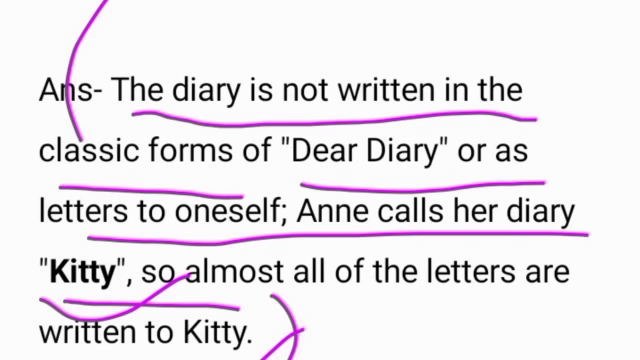 Ans- The diary is not written in the
classic forms of "Dear Diary" or as
letters to oneself; Anne calls her diary
"Kitty", so almost all of the letters are
written to Kitty.